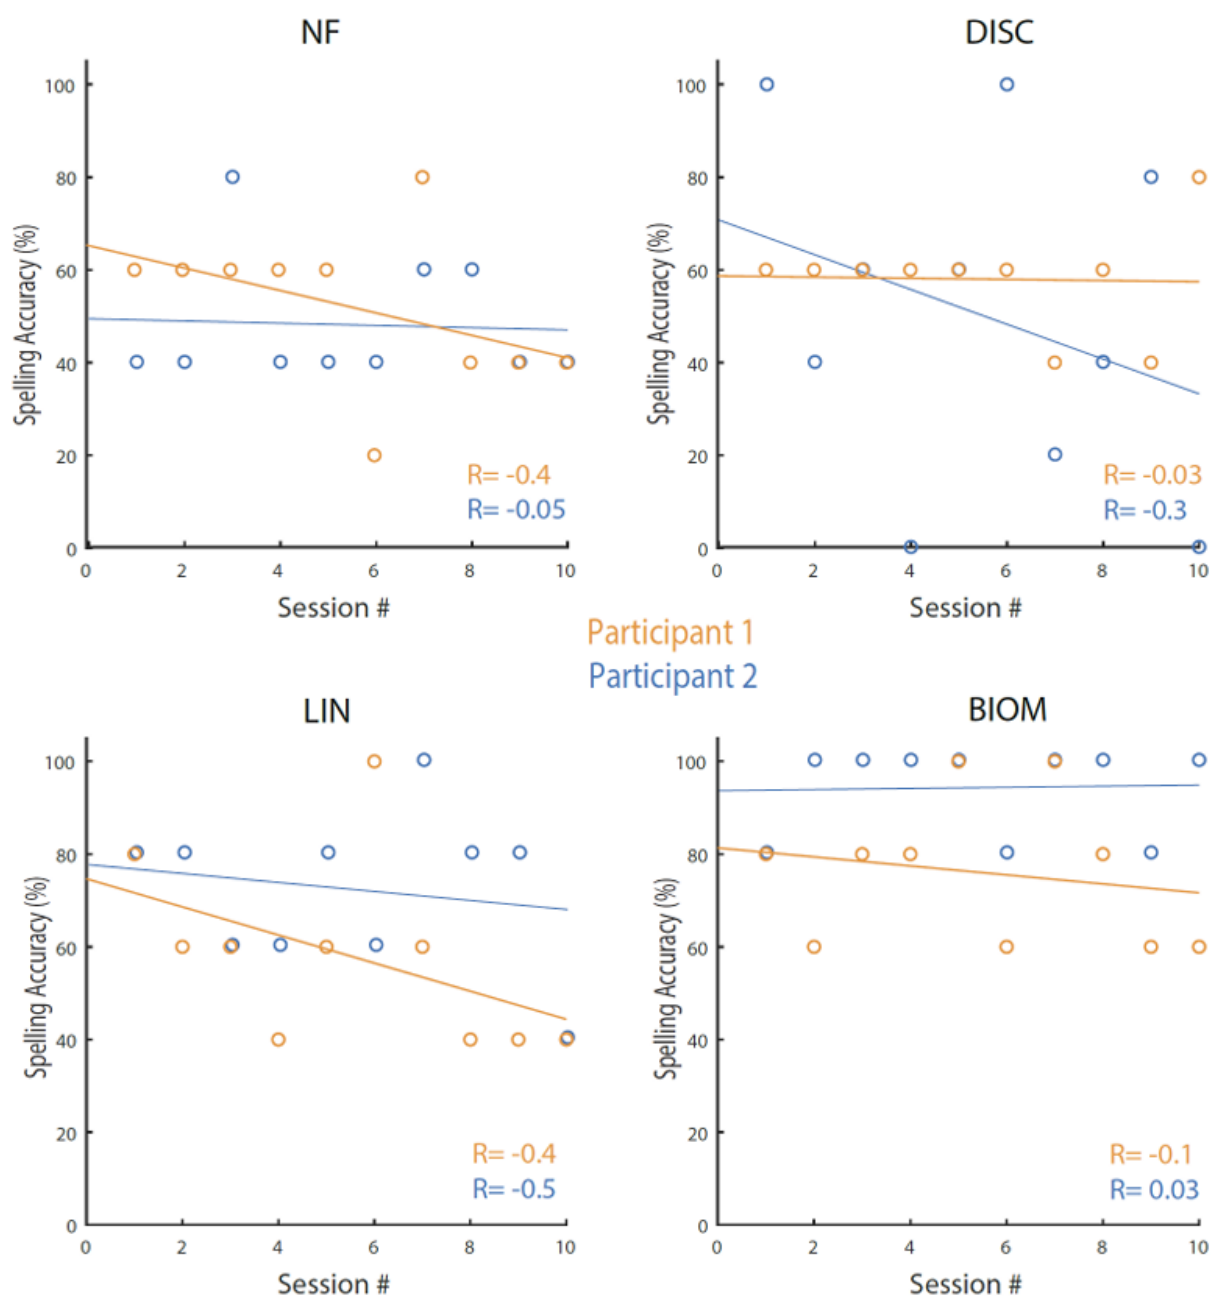 NF
100
80
60
40
20
0
Spelling Accuracy (%)
R= -0.4
R= -0.05
0 2 4 6 8 10
Session #
DISC
100
80
60
40
20
0
Spelling Accuracy (%)
R= -0.03
R= -0.3
0 2 4 6 8 10
Session #
Participant 1
Participant 2
LIN
100
80
60
40
20
0
Spelling Accuracy (%)
R= -0.4
R= -0.5
0 2 4 6 8 10
Session #
BIOM
100
80
60
40
20
0
Spelling Accuracy (%)
R= -0.1
R= 0.03
0 2 4 6 8 10
Session #